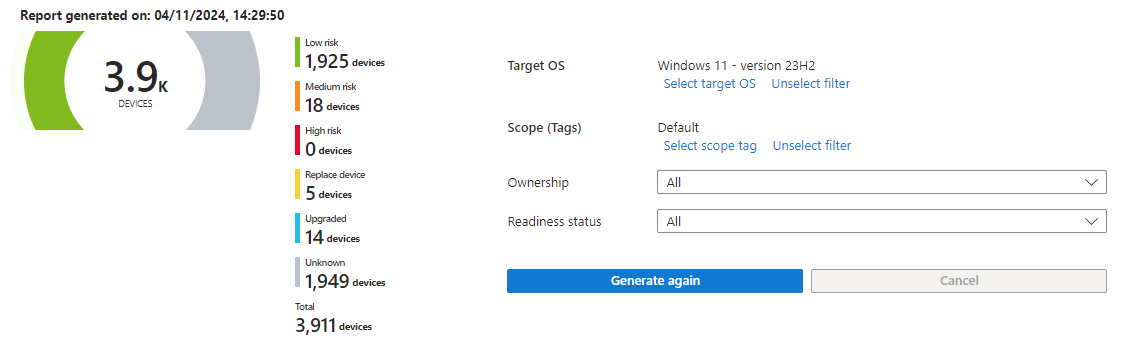 Report generated on: 04/11/2024, 14:29:50
3.9K
DEVICES
Low risk
1,925 devices
Medium risk
18 devices
High risk
0 devices
Replace device
5 devices
Upgraded
14 devices
Unknown
1,949 devices
Total
3,911 devices
Target OS
Windows 11 - version 23H2
Select target OS Unselect filter
Scope (Tags)
Default
Select scope tag Unselect filter
Ownership
All
Readiness status
All
Generate again
Cancel